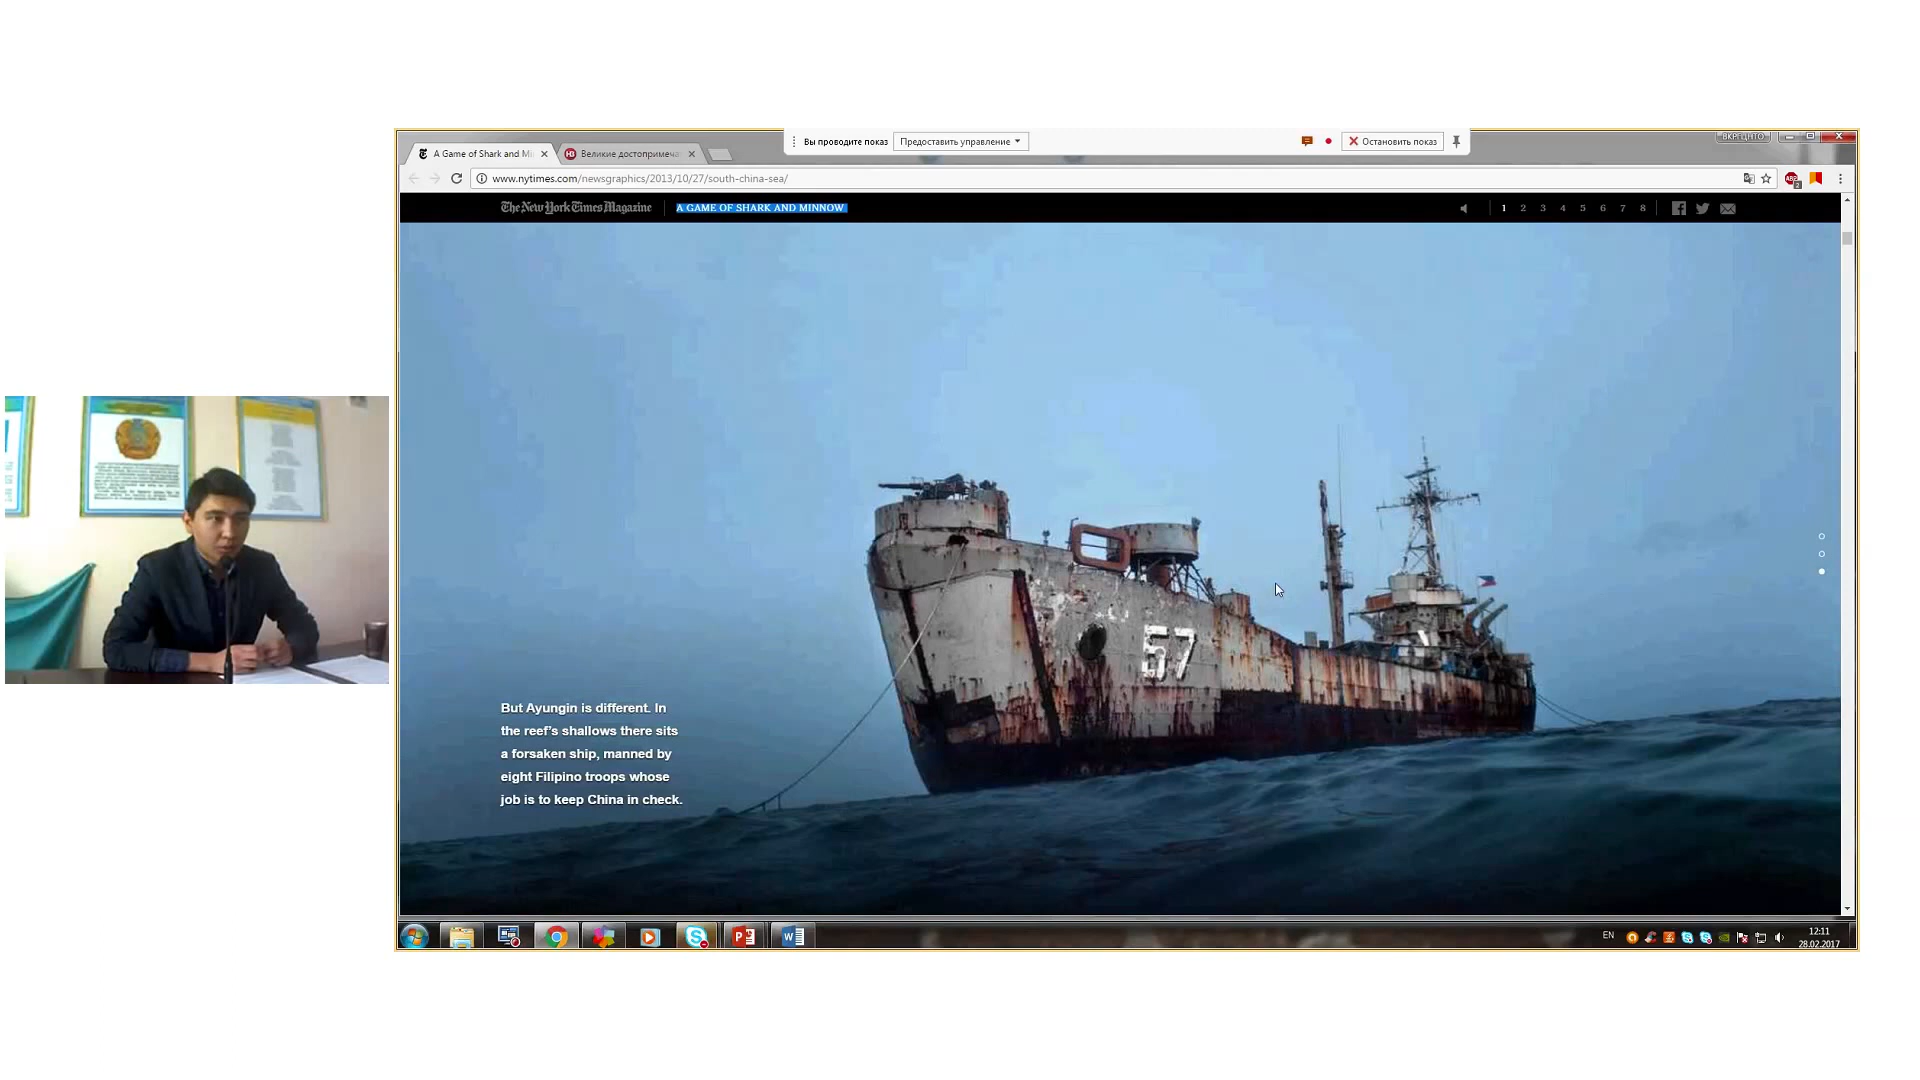 Вы проводите показ
Предоставить управление
Остановить показ
A Game of Shark and Mi
Великие достопримеча
www.nytimes.com/newsgraphics/2013/10/27/south-china-sea/
The New York Times Magazine
A GAME OF SHARK AND MINNOW
1 2 3 4 5 6 7 8
57
But Ayungin is different. In
the reef's shallows there sits
a forsaken ship, manned by
eight Filipino troops whose
job is to keep China in check.
EN
12:11
28.02.2017